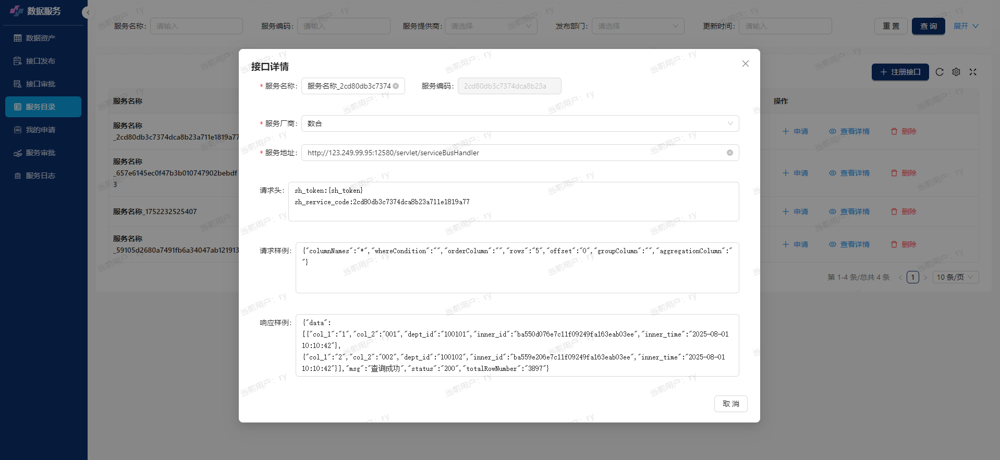 数据服务
数据资产
接口发布
接口审批
服务目录
我的申请
服务审批
服务日志
服务名称: 请输入 服务编码: 请输入 服务提供商: 请选择 发布部门: 请选择 更新时间: 请输入 重 置 查 询 展开
注册接口
服务名称 操作
服务名称
_2cd80db3c7374dca8b23a711e1819a77
申请 查看详情 删除
服务名称
_657e6145ec0f47b3b010747902bebdf
3
申请 查看详情 删除
服务名称_1752232525407 申请 查看详情 删除
服务名称
_59105d2680a7491fb6a34047ab121913
申请 查看详情 删除
第 1-4 条/总共 4 条 1 10 条/页
接口详情
* 服务名称: 服务名称_2cd80db3c7374 服务编码: 2cd80db3c7374dca8b23a
* 服务厂商: 数合
* 服务地址: http://123.249.99.95:12580/servlet/serviceBusHandler
请求头: sh_token:{sh_token}
sh_service_code:2cd80db3c7374dca8b23a711e1819a77
请求样例: {"columnNames":"*","whereCondition":"","orderColumn":"","rows":"5","offset":"0","groupColumn":"","aggregationColumn":"
"}
响应样例: {"data":
[{"col_1":"1","col_2":"001","dept_id":"100101","inner_id":"ba550d076e7c11f09249fa163eab03ee","inner_time":"2025-08-01
10:10:42"},
{"col_1":"2","col_2":"002","dept_id":"100102","inner_id":"ba559e206e7c11f09249fa163eab03ee","inner_time":"2025-08-01
10:10:42"}],"msg":"查询成功","status":"200","totalRowNumber":"3897"}
取 消
当前用户：ry